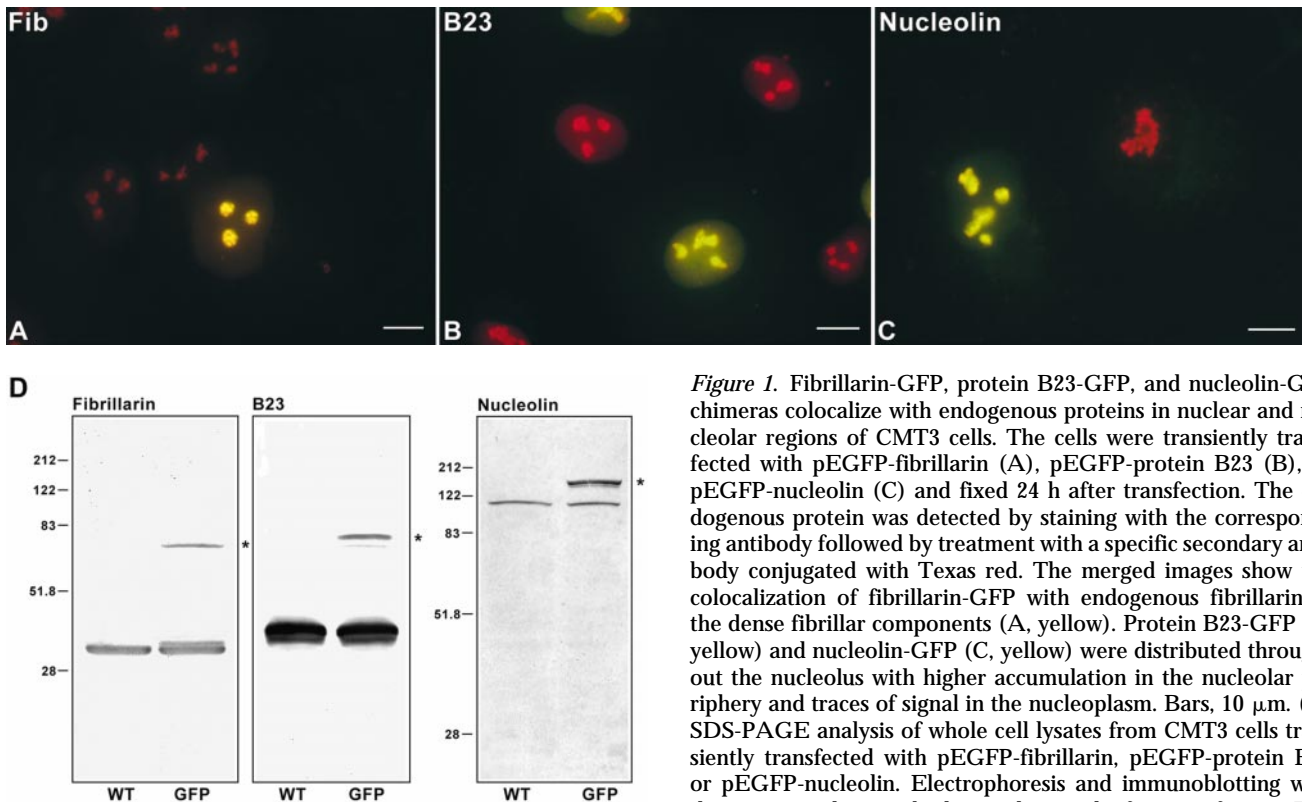 Fib
B23
Nucleolin
A
B
C
D
Fibrillarin
B23
Nucleolin
212
122
83
51.8
28
*
*
212
122
83
51.8
28
*
WT GFP
WT GFP
WT GFP
Figure 1. Fibrillarin-GFP, protein B23-GFP, and nucleolin-G
chimeras colocalize with endogenous proteins in nuclear and
cleolar regions of CMT3 cells. The cells were transiently tra
fected with pEGFP-fibrillarin (A), pEGFP-protein B23 (B),
pEGFP-nucleolin (C) and fixed 24 h after transfection. The
dogenous protein was detected by staining with the correspon
ing antibody followed by treatment with a specific secondary an
body conjugated with Texas red. The merged images show
colocalization of fibrillarin-GFP with endogenous fibrillarin
the dense fibrillar components (A, yellow). Protein B23-GFP
yellow) and nucleolin-GFP (C, yellow) were distributed throug
out the nucleolus with higher accumulation in the nucleolar
riphery and traces of signal in the nucleoplasm. Bars, 10 μm. (
SDS-PAGE analysis of whole cell lysates from CMT3 cells tr
siently transfected with pEGFP-fibrillarin, pEGFP-protein B
or pEGFP-nucleolin. Electrophoresis and immunoblotting w